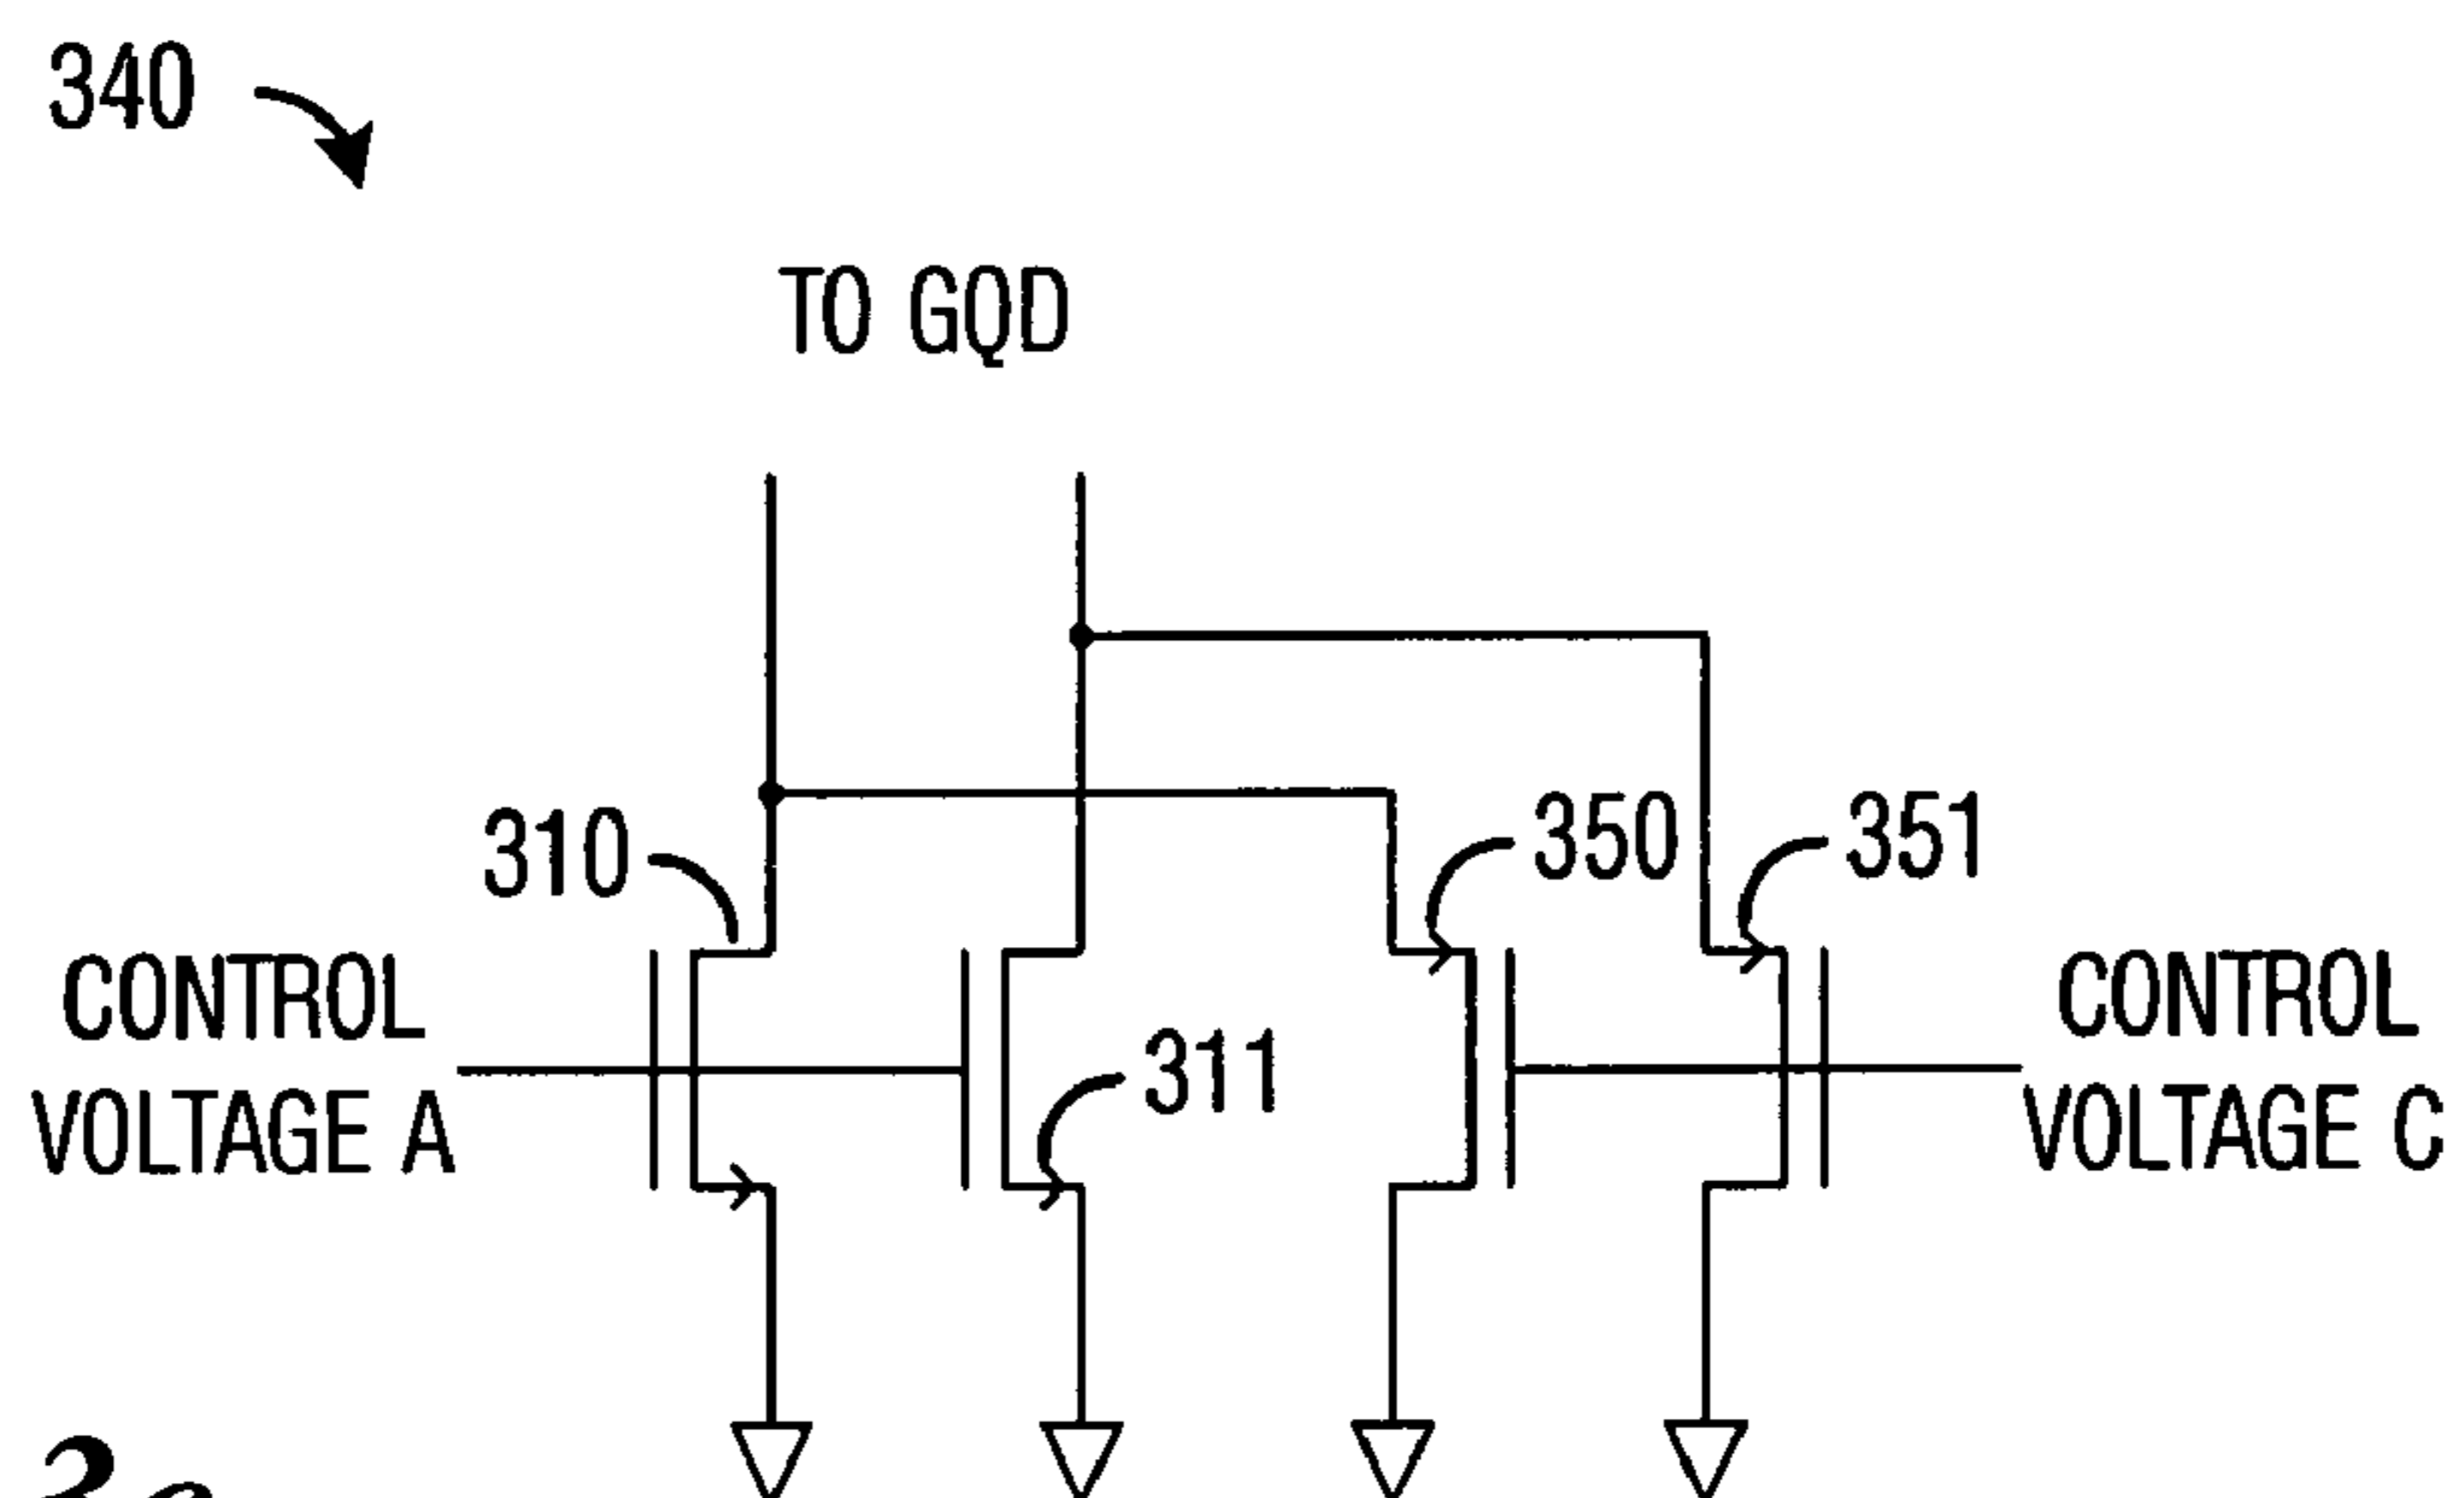 340
TO GQD
310
350
351
CONTROL
VOLTAGE A
311
CONTROL
VOLTAGE C